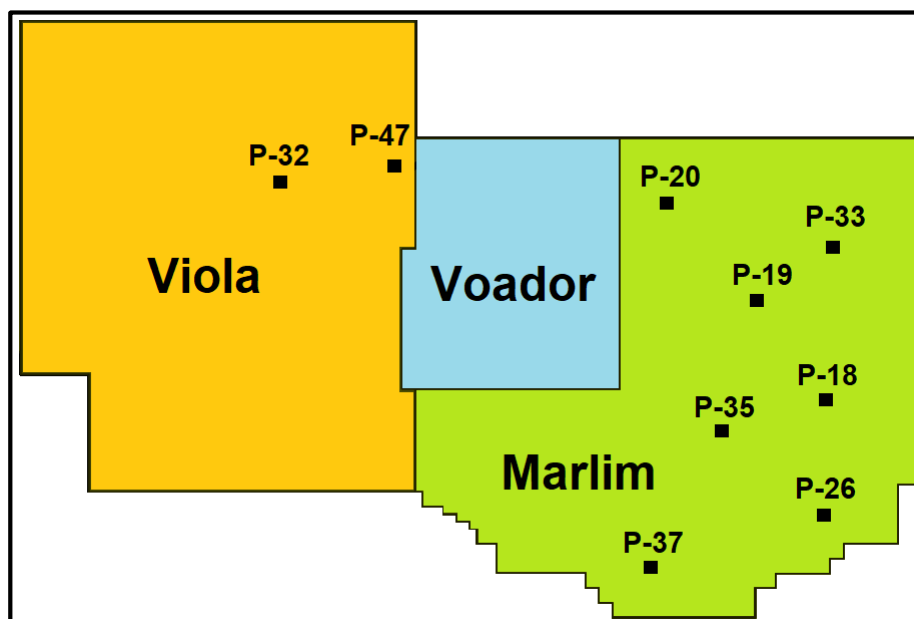 P-47
P-32
P-20
P-33
Viola
Voador
P-19
P-18
P-35
Marlim
P-26
P-37